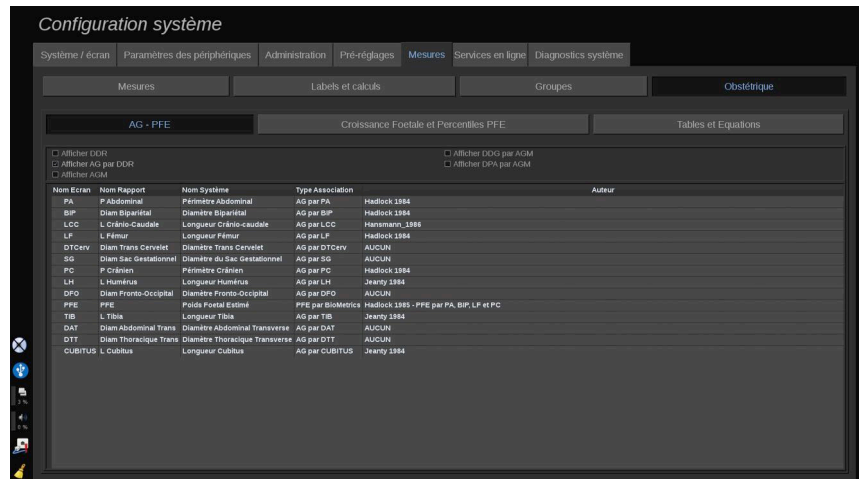 Configuration système
Système / écran Paramètres des périphériques Administration Pré-réglages Mesures Services en ligne Diagnostics système
Mesures Labels et calculs Groupes Obstétrique
AG - PFE Croissance Foetale et Percentiles PFE Tables et Equations
Afficher DDR Afficher DDG par AGM
Afficher AG par DDR Afficher DPA par AGM
Afficher AGM
Nom Ecran Nom Rapport Nom Système Type Association Auteur
PA P Abdominal Périmètre Abdominal AG par PA Hadlock 1984
BIP Diam Bipariétal Diamètre Bipariétal AG par BIP Hadlock 1984
LCC L Crânio-Caudale Longueur Crânio-caudale AG par LCC Hansmann_1986
LF L Fémur Longueur Fémur AG par LF Hadlock 1984
DTCerv Diam Trans Cervelet Diamètre Trans Cervelet AG par DTCerv AUCUN
SG Diam Sac Gestationnel Diamètre du Sac Gestationnel AG par SG AUCUN
PC P Crânien Périmètre Crânien AG par PC Hadlock 1984
LH L Humérus Longueur Humérus AG par LH Jeanty 1984
DFO Diam Fronto-Occipital Diamètre Fronto-Occipital AG par DFO AUCUN
PFE PFE Poids Foetal Estimé PFE par BioMetrics Hadlock 1985 - PFE par PA, BIP, LF et PC
TIB L Tibia Longueur Tibia AG par TIB Jeanty 1984
DAT Diam Abdominal Trans Diamètre Abdominal Transverse AG par DAT AUCUN
DTT Diam Thoracique Trans Diamètre Thoracique Transverse AG par DTT AUCUN
CUBITUS L Cubitus Longueur Cubitus AG par CUBITUS Jeanty 1984
3 %
0 %